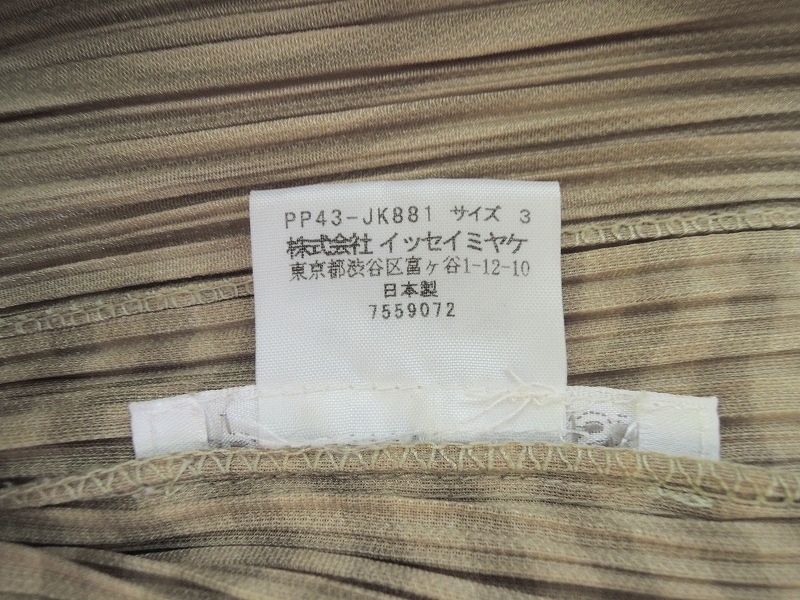 PP43-JK881 サイズ 3
株式会社 イッセイミヤケ
東京都渋谷区富ヶ谷1-12-10
日本製
7559072